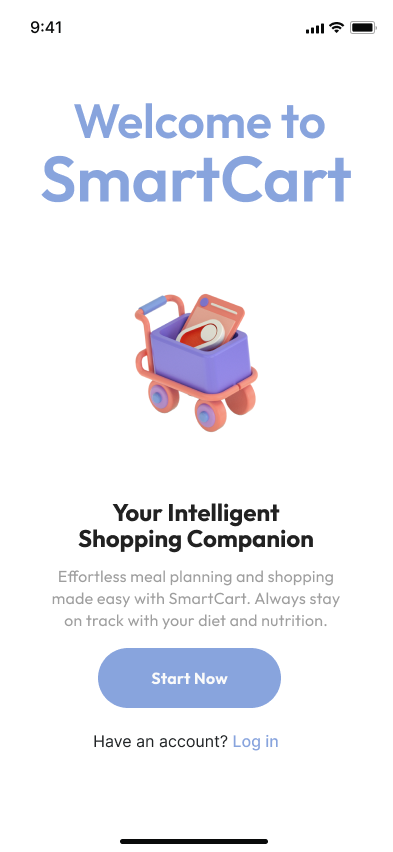 9:41
Welcome to
SmartCart
Your Intelligent
Shopping Companion
Effortless meal planning and shopping
made easy with SmartCart. Always stay
on track with your diet and nutrition.
Start Now
Have an account? Log in